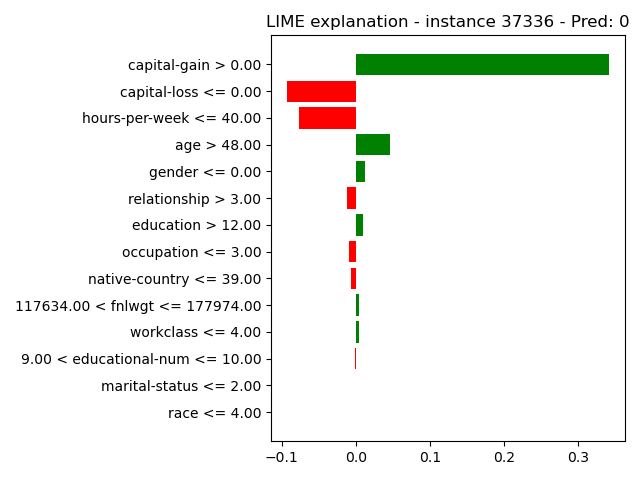 LIME explanation - instance 37336 - Pred: 0
capital-gain > 0.00
capital-loss <= 0.00
hours-per-week <= 40.00
age > 48.00
gender <= 0.00
relationship > 3.00
education > 12.00
occupation <= 3.00
native-country <= 39.00
117634.00 < fnlwgt <= 177974.00
workclass <= 4.00
9.00 < educational-num <= 10.00
marital-status <= 2.00
race <= 4.00
−0.1 0.0 0.1 0.2 0.3